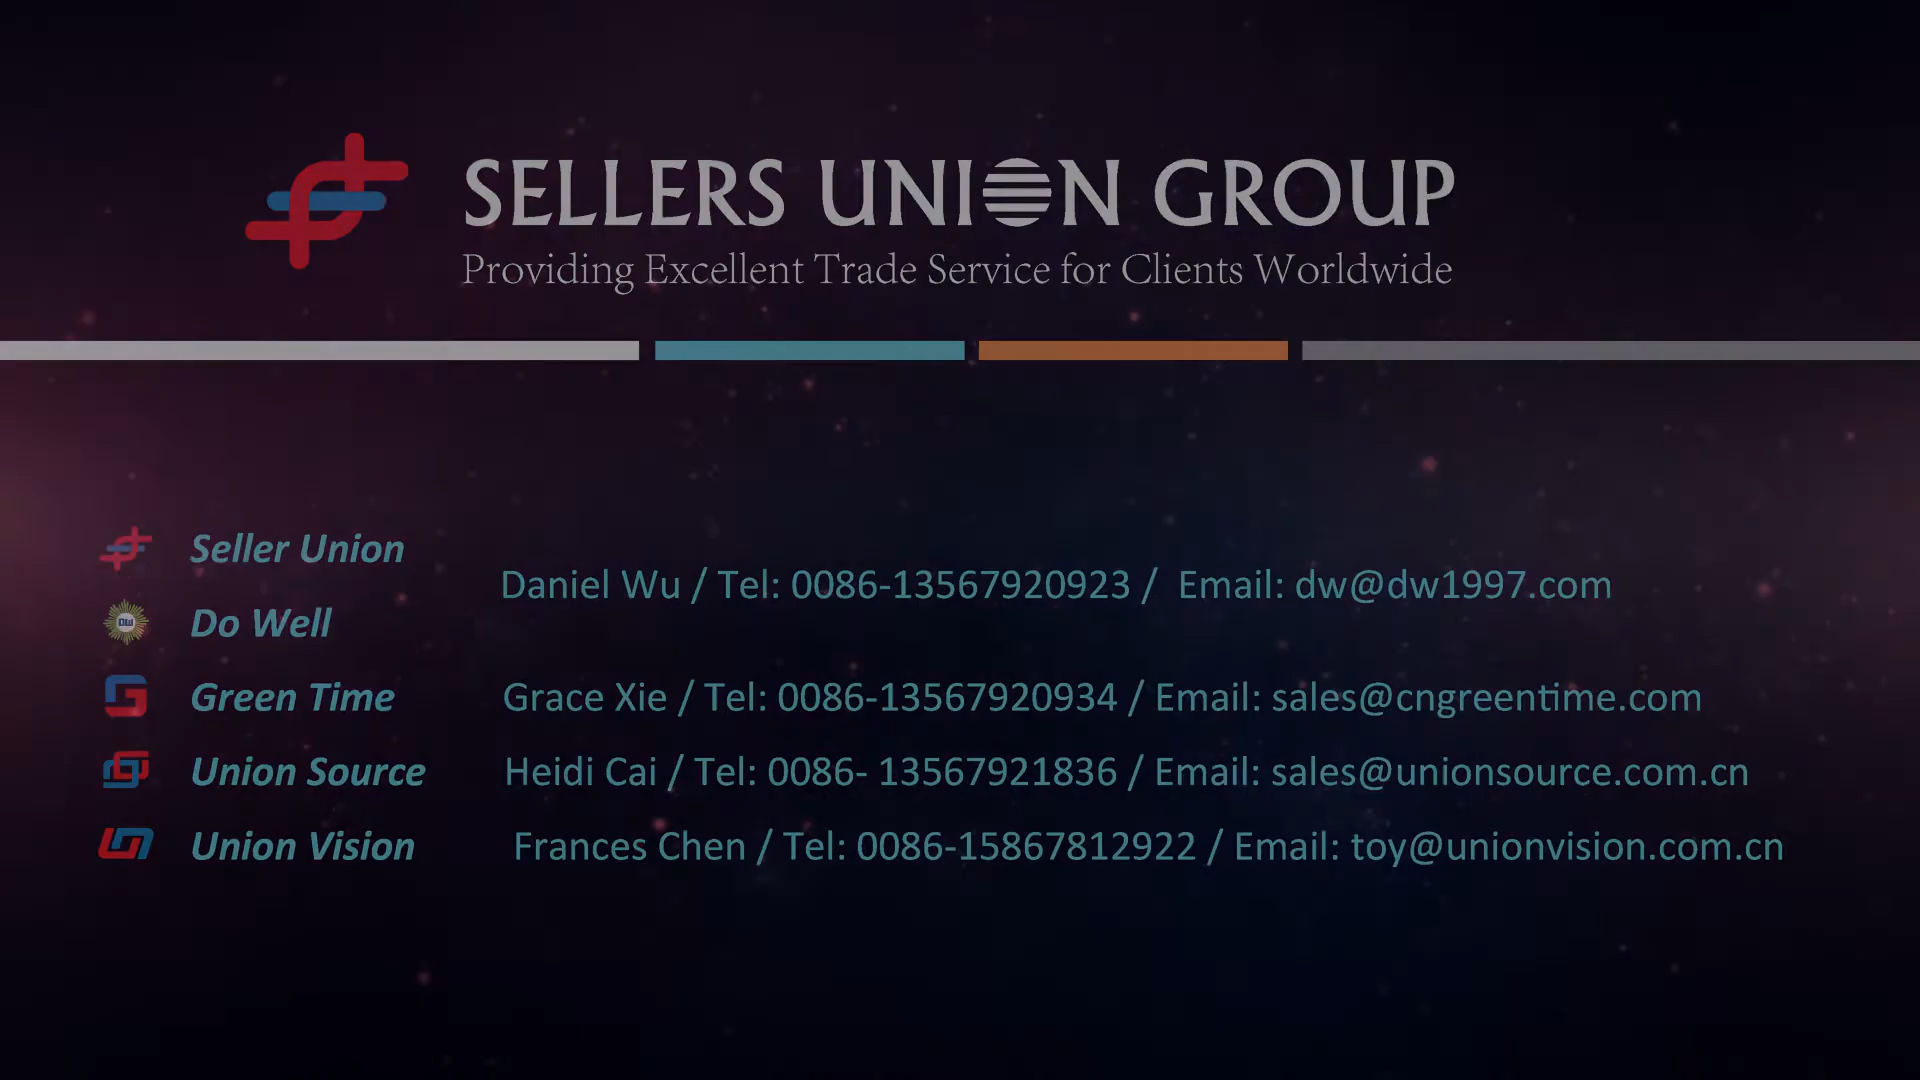 SELLERS UNION GROUP
Providing Excellent Trade Service for Clients Worldwide
Seller Union
Daniel Wu / Tel: 0086-13567920923 /  Email: dw@dw1997.com
DW
Do Well
Green Time
Grace Xie / Tel: 0086-13567920934 / Email: sales@cngreentime.com
Union Source
Heidi Cai / Tel: 0086- 13567921836 / Email: sales@unionsource.com.cn
Union Vision
Frances Chen / Tel: 0086-15867812922 / Email: toy@unionvision.com.cn